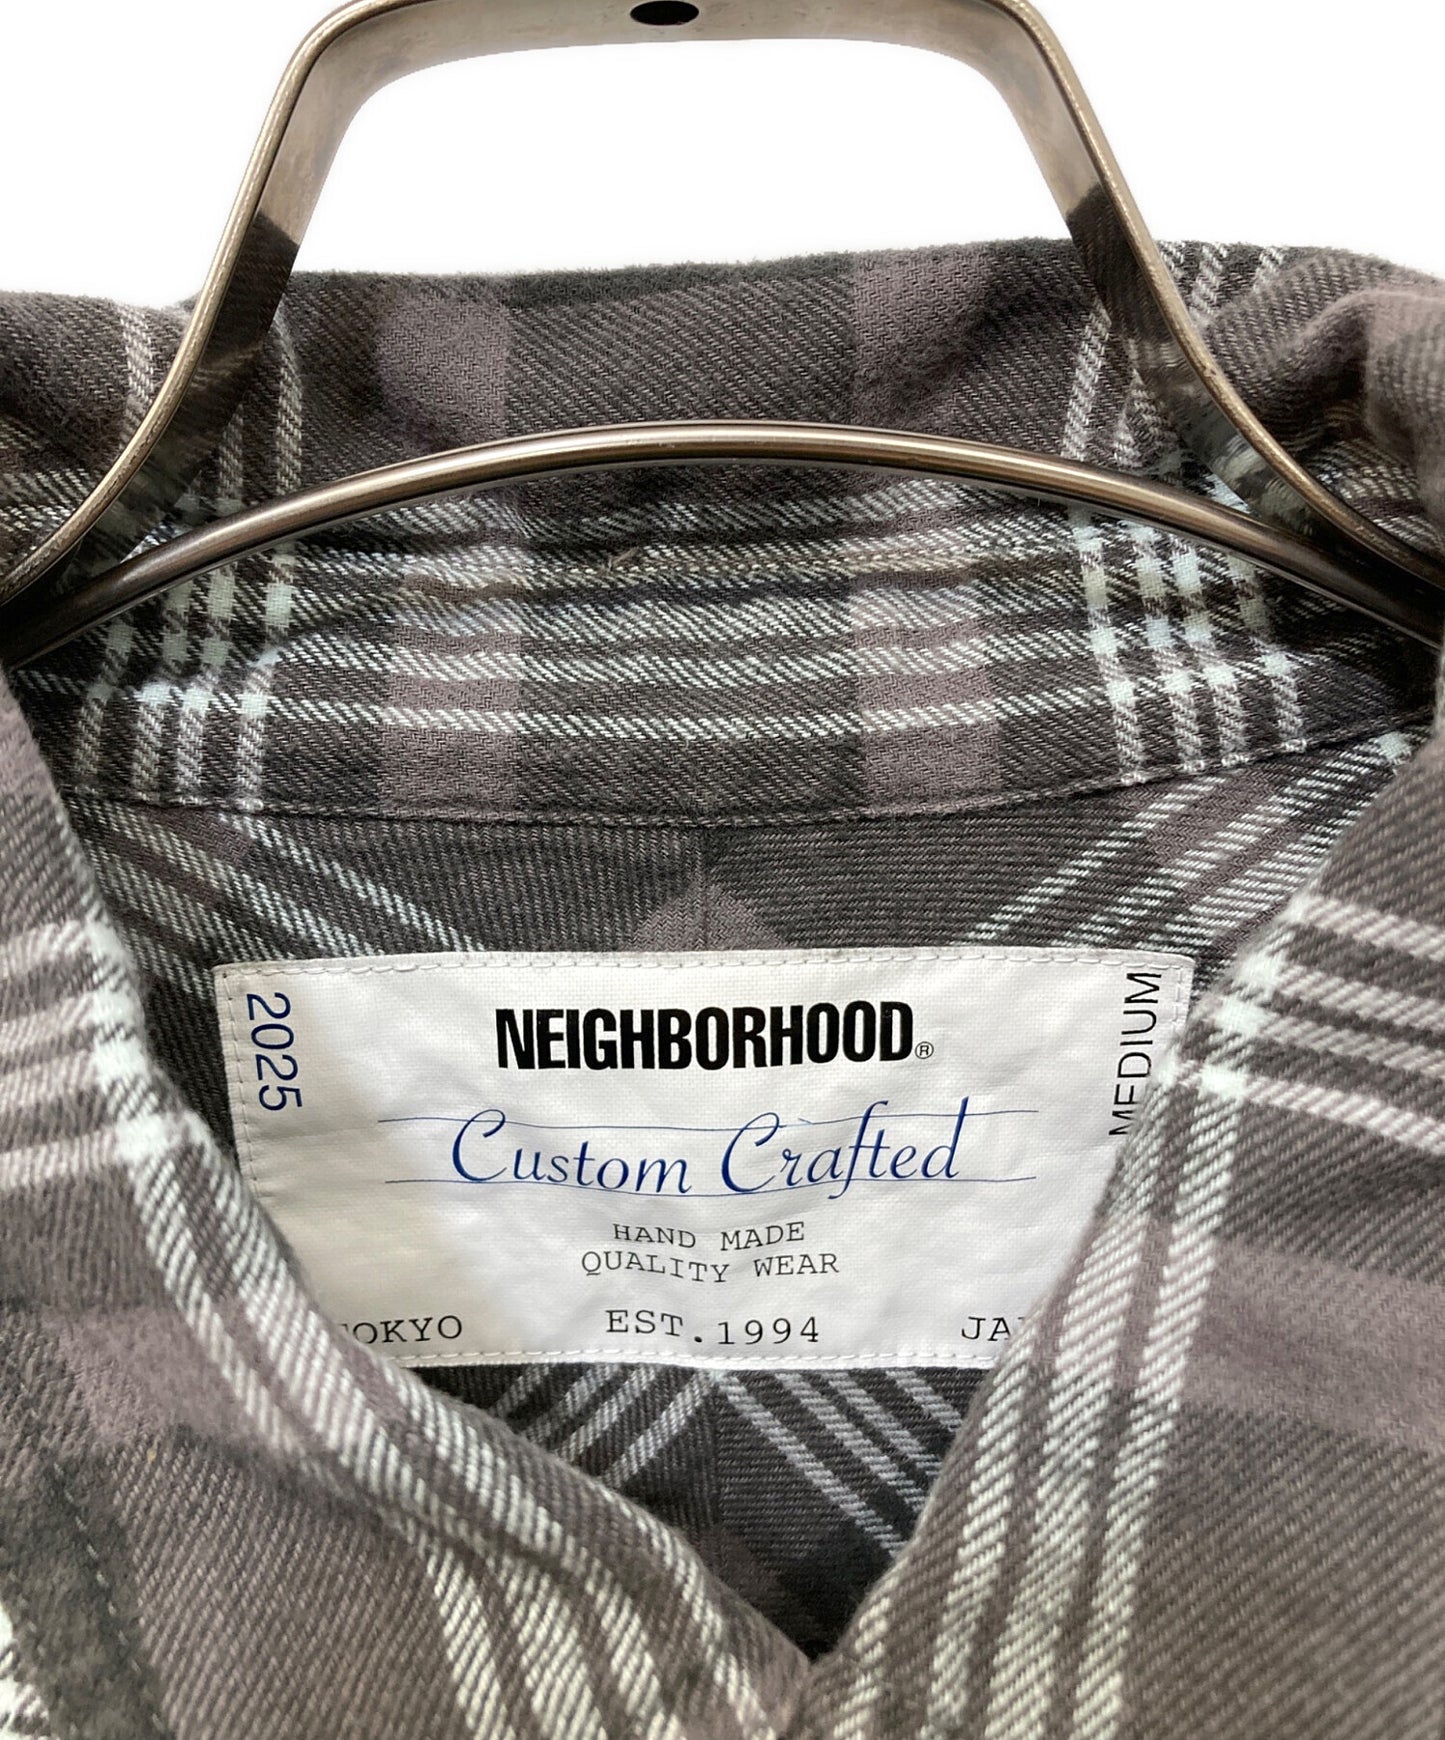 2025
NEIGHBORHOOD®
MEDIUM
Custom Crafted
HAND MADE
QUALITY WEAR
EST.1994